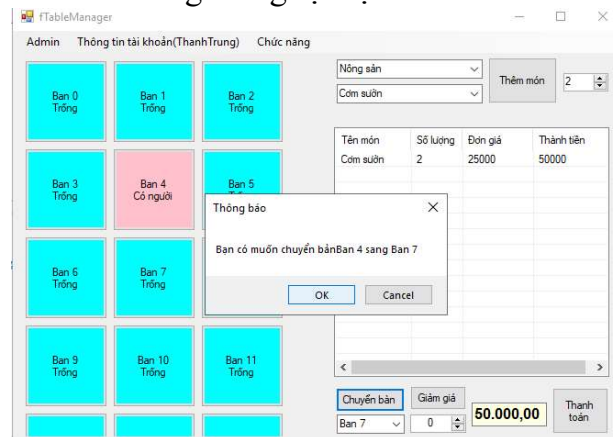 fTableManager
Admin Thông tin tài khoản(ThanhTrung) Chức năng
Ban 0
Trống
Ban 1
Trống
Ban 2
Trống
Nông sản
Cơm sườn
Thêm món
2
Tên món Số lượng Đơn giá Thành tiền
Cơm sườn 2 25000 50000
Ban 3
Trống
Ban 4
Có người
Ban 5
Thông báo
Bạn có muốn chuyển bànBan 4 sang Ban 7
OK Cancel
Ban 6
Trống
Ban 7
Trống
Ban 9
Trống
Ban 10
Trống
Ban 11
Trống
Chuyển bàn
Giảm giá
Ban 7
0
50.000,00
Thanh
toán